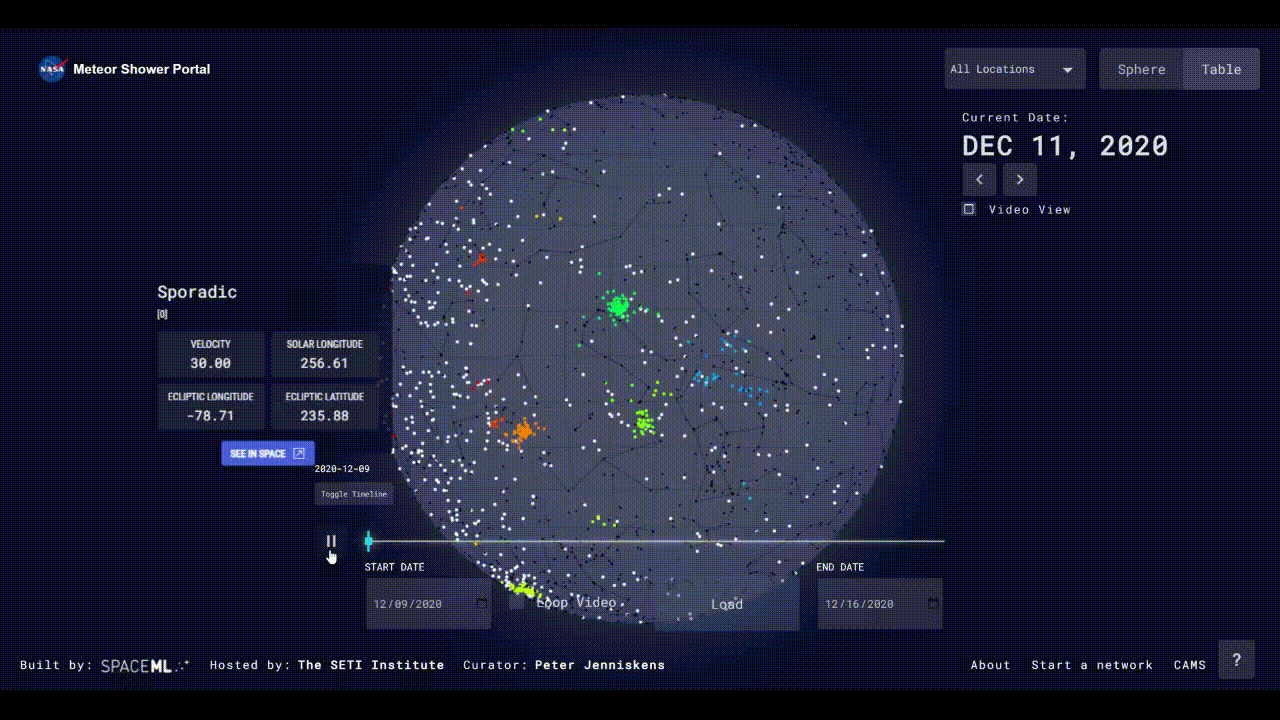 NASA Meteor Shower Portal
All Locations
Sphere Table
Current Date:
DEC 11, 2020
< >
Video View
Sporadic
[0]
VELOCITY SOLAR LONGITUDE
30.00 256.61
ECLIPTIC LONGITUDE ECLIPTIC LATITUDE
-78.71 235.88
SEE IN SPACE
2020-12-09
Toggle Timeline
START DATE END DATE
12/09/2020 Loop Video Load 12/16/2020
Built by: SPACEML Hosted by: The SETI Institute Curator: Peter Jenniskens About Start a network CAMS ?